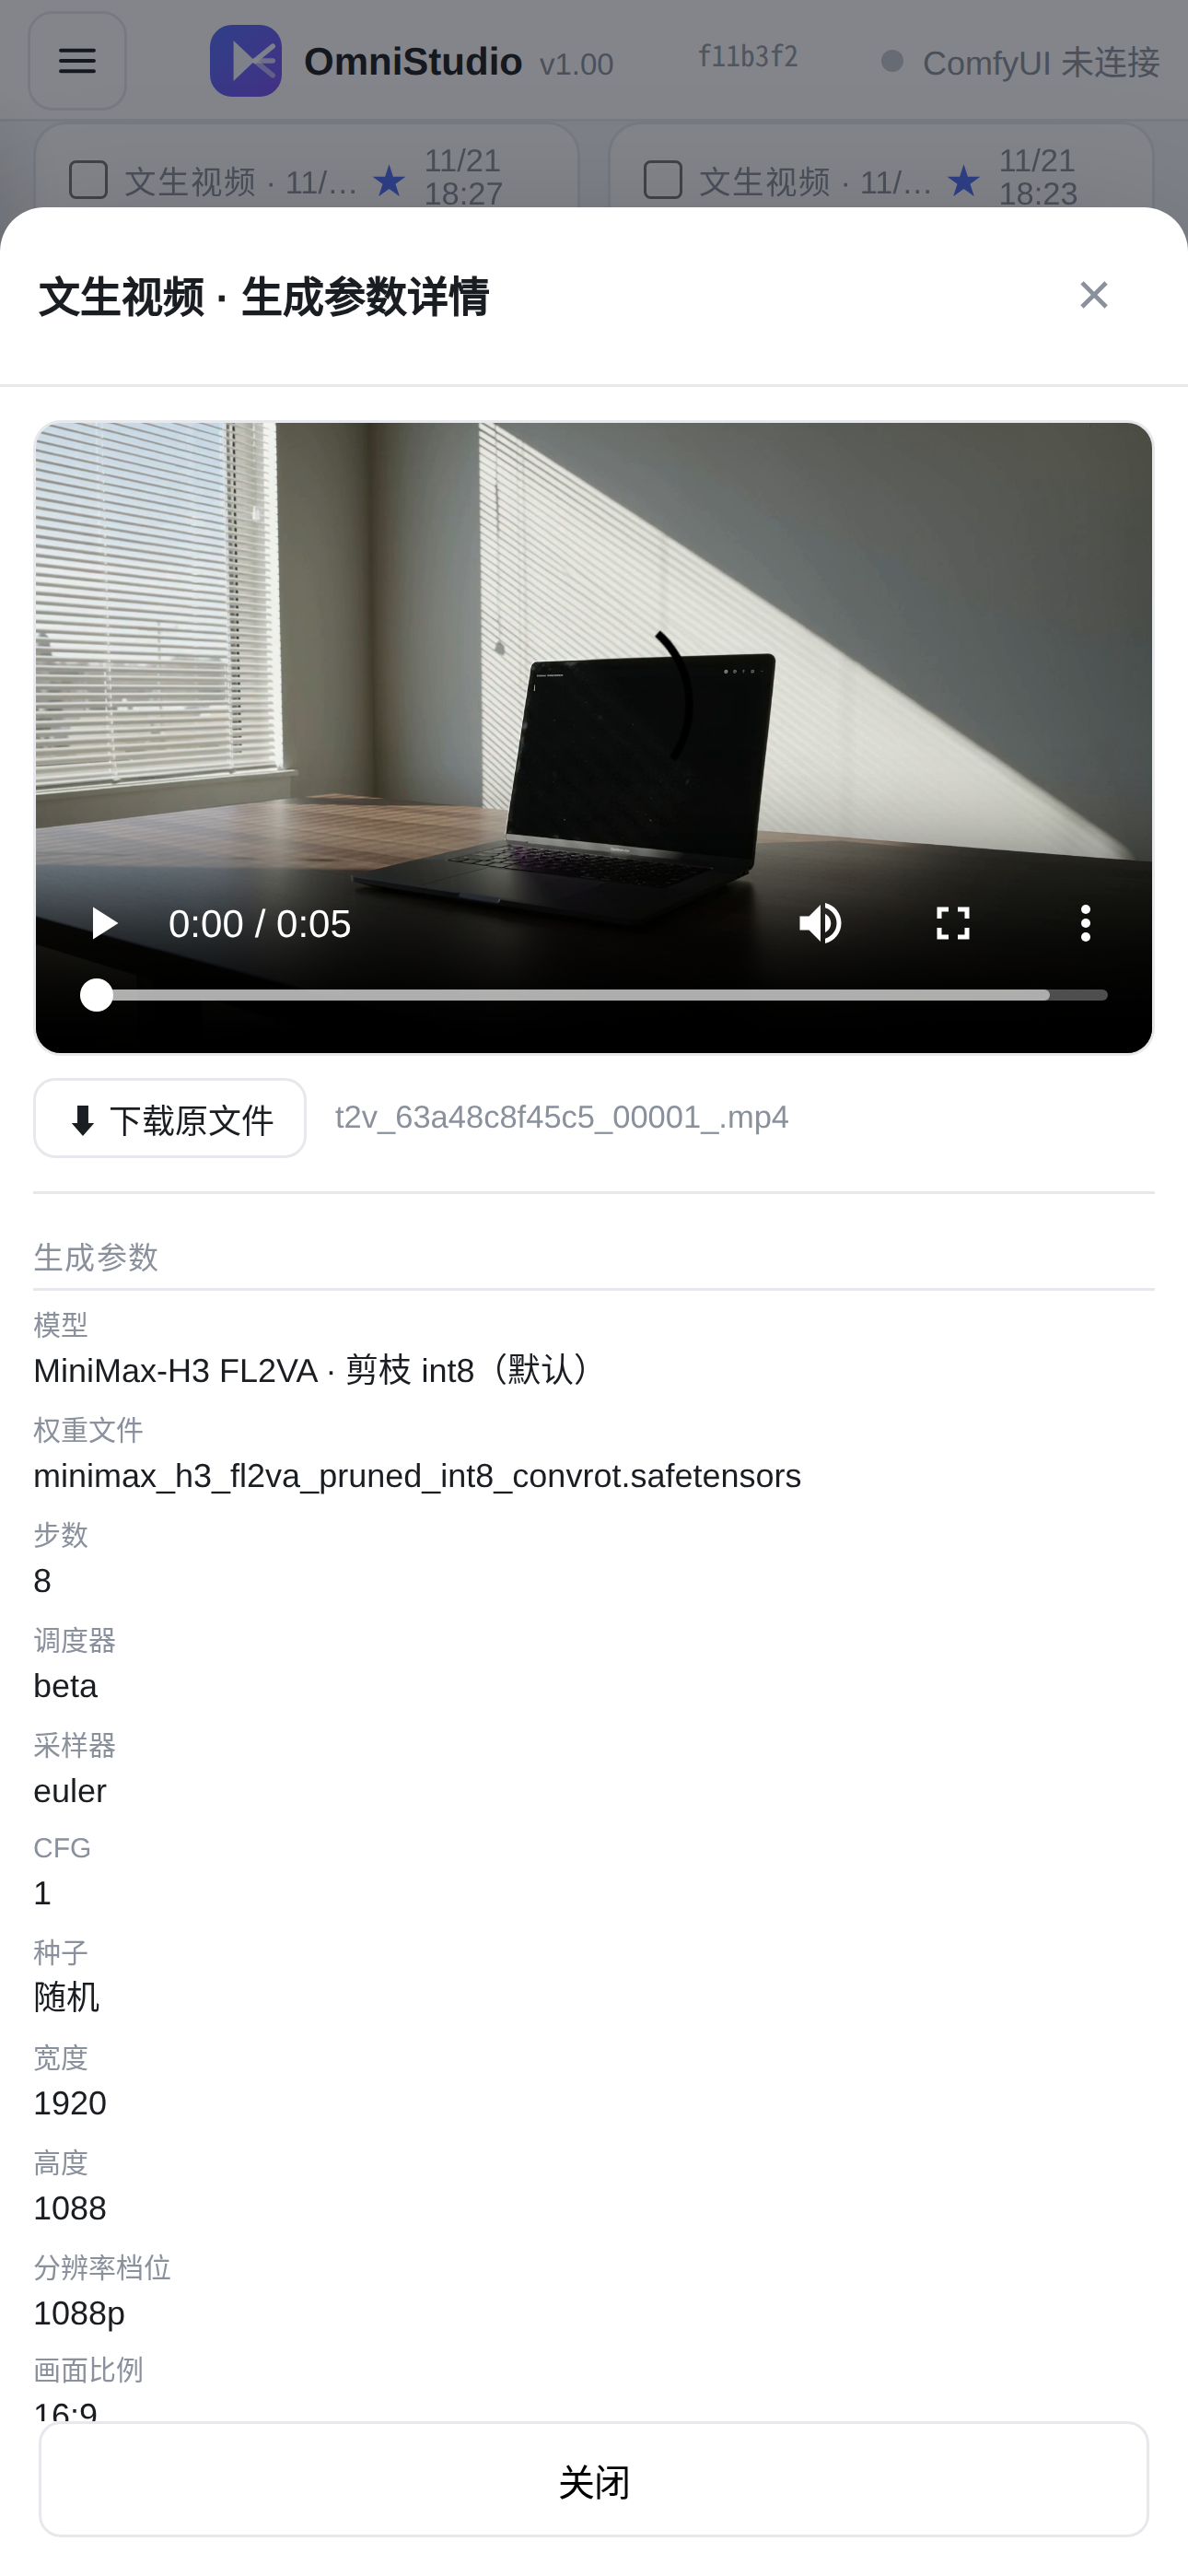 OmniStudio v1.00 f11b3f2 ComfyUI 未连接
文生视频 · 11/... ★ 11/21 18:27
文生视频 · 11/... ★ 11/21 18:23
文生视频 · 生成参数详情
0:00 / 0:05
下载原文件 t2v_63a48c8f45c5_00001_.mp4
生成参数
模型
MiniMax-H3 FL2VA · 剪枝 int8（默认）
权重文件
minimax_h3_fl2va_pruned_int8_convrot.safetensors
步数
8
调度器
beta
采样器
euler
CFG
1
种子
随机
宽度
1920
高度
1088
分辨率档位
1088p
画面比例
16:9
关闭